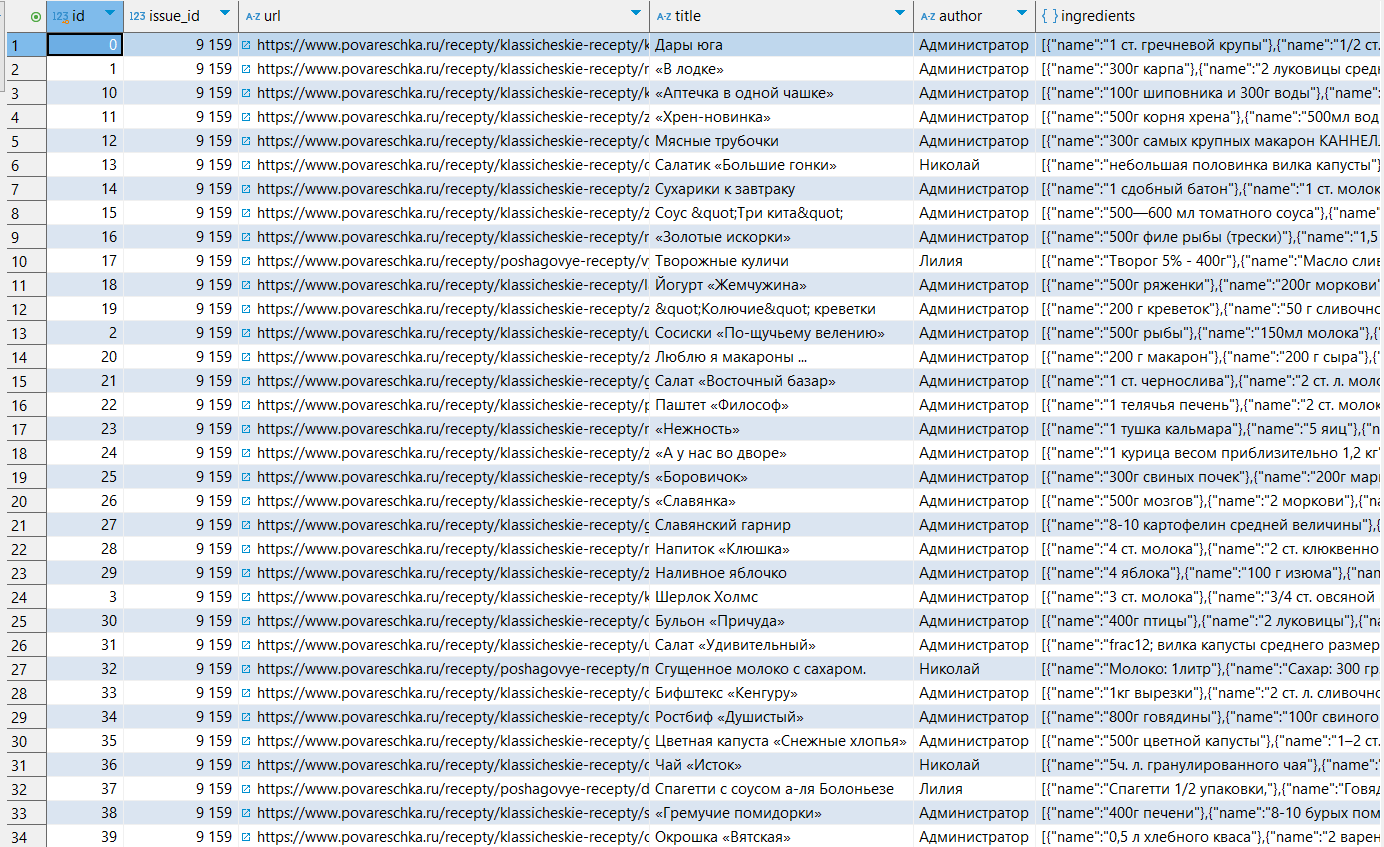 123 id 123 issue_id A-Z url A-Z title A-Z author { } ingredients
1 0 9 159 https://www.povareschka.ru/recepty/klassicheskie-recepty/k Дары юга Администратор [{"name":"1 ст. гречневой крупы"},{"name":"1/2 ст.
2 1 9 159 https://www.povareschka.ru/recepty/klassicheskie-recepty/r «В лодке» Администратор [{"name":"300г карпа"},{"name":"2 луковицы сред
3 10 9 159 https://www.povareschka.ru/recepty/klassicheskie-recepty/k «Аптечка в одной чашке» Администратор [{"name":"100г шиповника и 300г воды"},{"name":
4 11 9 159 https://www.povareschka.ru/recepty/klassicheskie-recepty/z «Хрен-новинка» Администратор [{"name":"500г корня хрена"},{"name":"500мл вод
5 12 9 159 https://www.povareschka.ru/recepty/klassicheskie-recepty/ Мясные трубочки Администратор [{"name":"300г самых крупных макарон КАННЕЛ
6 13 9 159 https://www.povareschka.ru/recepty/klassicheskie-recepty/ Салатик «Большие гонки» Николай [{"name":"небольшая половинка вилка капусты"}
7 14 9 159 https://www.povareschka.ru/recepty/klassicheskie-recepty/z Сухарики к завтраку Администратор [{"name":"1 сдобный батон"},{"name":"1 ст. молок
8 15 9 159 https://www.povareschka.ru/recepty/klassicheskie-recepty/z Соус &quot;Три кита&quot; Администратор [{"name":"500—600 мл томатного соуса"},{"name":"
9 16 9 159 https://www.povareschka.ru/recepty/klassicheskie-recepty/r «Золотые искорки» Администратор [{"name":"500г филе рыбы (трески)"},{"name":"1,5
10 17 9 159 https://www.povareschka.ru/recepty/poshagovye-recepty/v Творожные куличи Лилия [{"name":"Творог 5% - 400г"},{"name":"Масло слив
11 18 9 159 https://www.povareschka.ru/recepty/klassicheskie-recepty/ Йогурт «Жемчужина» Администратор [{"name":"500г ряженки"},{"name":"200г моркови"
12 19 9 159 https://www.povareschka.ru/recepty/klassicheskie-recepty/z &quot;Колючие&quot; креветки Администратор [{"name":"200 г креветок"},{"name":"50 г сливочно
13 2 9 159 https://www.povareschka.ru/recepty/klassicheskie-recepty/u Сосиски «По-щучьему велению» Администратор [{"name":"500г рыбы"},{"name":"150мл молока"},{
14 20 9 159 https://www.povareschka.ru/recepty/klassicheskie-recepty/z Люблю я макароны ... Администратор [{"name":"200 г макарон"},{"name":"200 г сыра"},{"
15 21 9 159 https://www.povareschka.ru/recepty/klassicheskie-recepty/g Салат «Восточный базар» Администратор [{"name":"1 ст. чернослива"},{"name":"2 ст. л. моло
16 22 9 159 https://www.povareschka.ru/recepty/klassicheskie-recepty/p Паштет «Философ» Администратор [{"name":"1 телячья печень"},{"name":"2 ст. молок
17 23 9 159 https://www.povareschka.ru/recepty/klassicheskie-recepty/r «Нежность» Администратор [{"name":"1 тушка кальмара"},{"name":"5 яиц"},{"n
18 24 9 159 https://www.povareschka.ru/recepty/klassicheskie-recepty/z «А у нас во дворе» Администратор [{"name":"1 курица весом приблизительно 1,2 кг"
19 25 9 159 https://www.povareschka.ru/recepty/klassicheskie-recepty/s «Боровичок» Администратор [{"name":"300г свиных почек"},{"name":"200г мар
20 26 9 159 https://www.povareschka.ru/recepty/klassicheskie-recepty/s «Славянка» Администратор [{"name":"500г мозгов"},{"name":"2 моркови"},{"na
21 27 9 159 https://www.povareschka.ru/recepty/klassicheskie-recepty/ Славянский гарнир Администратор [{"name":"8-10 картофелин средней величины"},{
22 28 9 159 https://www.povareschka.ru/recepty/klassicheskie-recepty/r Напиток «Клюшка» Администратор [{"name":"4 ст. молока"},{"name":"2 ст. клюквенно
23 29 9 159 https://www.povareschka.ru/recepty/klassicheskie-recepty/z Наливное яблочко Администратор [{"name":"4 яблока"},{"name":"100 г изюма"},{"nam
24 3 9 159 https://www.povareschka.ru/recepty/klassicheskie-recepty/k Шерлок Холмс Администратор [{"name":"3 ст. молока"},{"name":"3/4 ст. овсяной
25 30 9 159 https://www.povareschka.ru/recepty/klassicheskie-recepty/ Бульон «Причуда» Администратор [{"name":"400г птицы"},{"name":"2 луковицы"},{"na
26 31 9 159 https://www.povareschka.ru/recepty/klassicheskie-recepty/u Салат «Удивительный» Администратор [{"name":"frac12; вилка капусты среднего размер
27 32 9 159 https://www.povareschka.ru/recepty/poshagovye-recepty/r Сгущенное молоко с сахаром. Николай [{"name":"Молоко: 1литр"},{"name":"Сахар: 300 гр
28 33 9 159 https://www.povareschka.ru/recepty/klassicheskie-recepty/ Бифштекс «Кенгуру» Администратор [{"name":"1кг вырезки"},{"name":"2 ст. л. сливочно
29 34 9 159 https://www.povareschka.ru/recepty/klassicheskie-recepty/ Ростбиф «Душистый» Администратор [{"name":"800г говядины"},{"name":"100г свиного
30 35 9 159 https://www.povareschka.ru/recepty/klassicheskie-recepty/g Цветная капуста «Снежные хлопья» Администратор [{"name":"500г цветной капусты"},{"name":"1–2 ст.
31 36 9 159 https://www.povareschka.ru/recepty/klassicheskie-recepty/ Чай «Исток» Николай [{"name":"5ч. л. гранулированного чая"},{"name":"
32 37 9 159 https://www.povareschka.ru/recepty/poshagovye-recepty/d Спагетти с соусом а-ля Болоньезе Лилия [{"name":"Спагетти 1/2 упаковки,"},{"name":"Говяд
33 38 9 159 https://www.povareschka.ru/recepty/klassicheskie-recepty/s «Гремучие помидорки» Администратор [{"name":"400г печени"},{"name":"8-10 бурых пом
34 39 9 159 https://www.povareschka.ru/recepty/klassicheskie-recepty/ Окрошка «Вятская» Администратор [{"name":"0,5 л хлебного кваса"},{"name":"2 варен